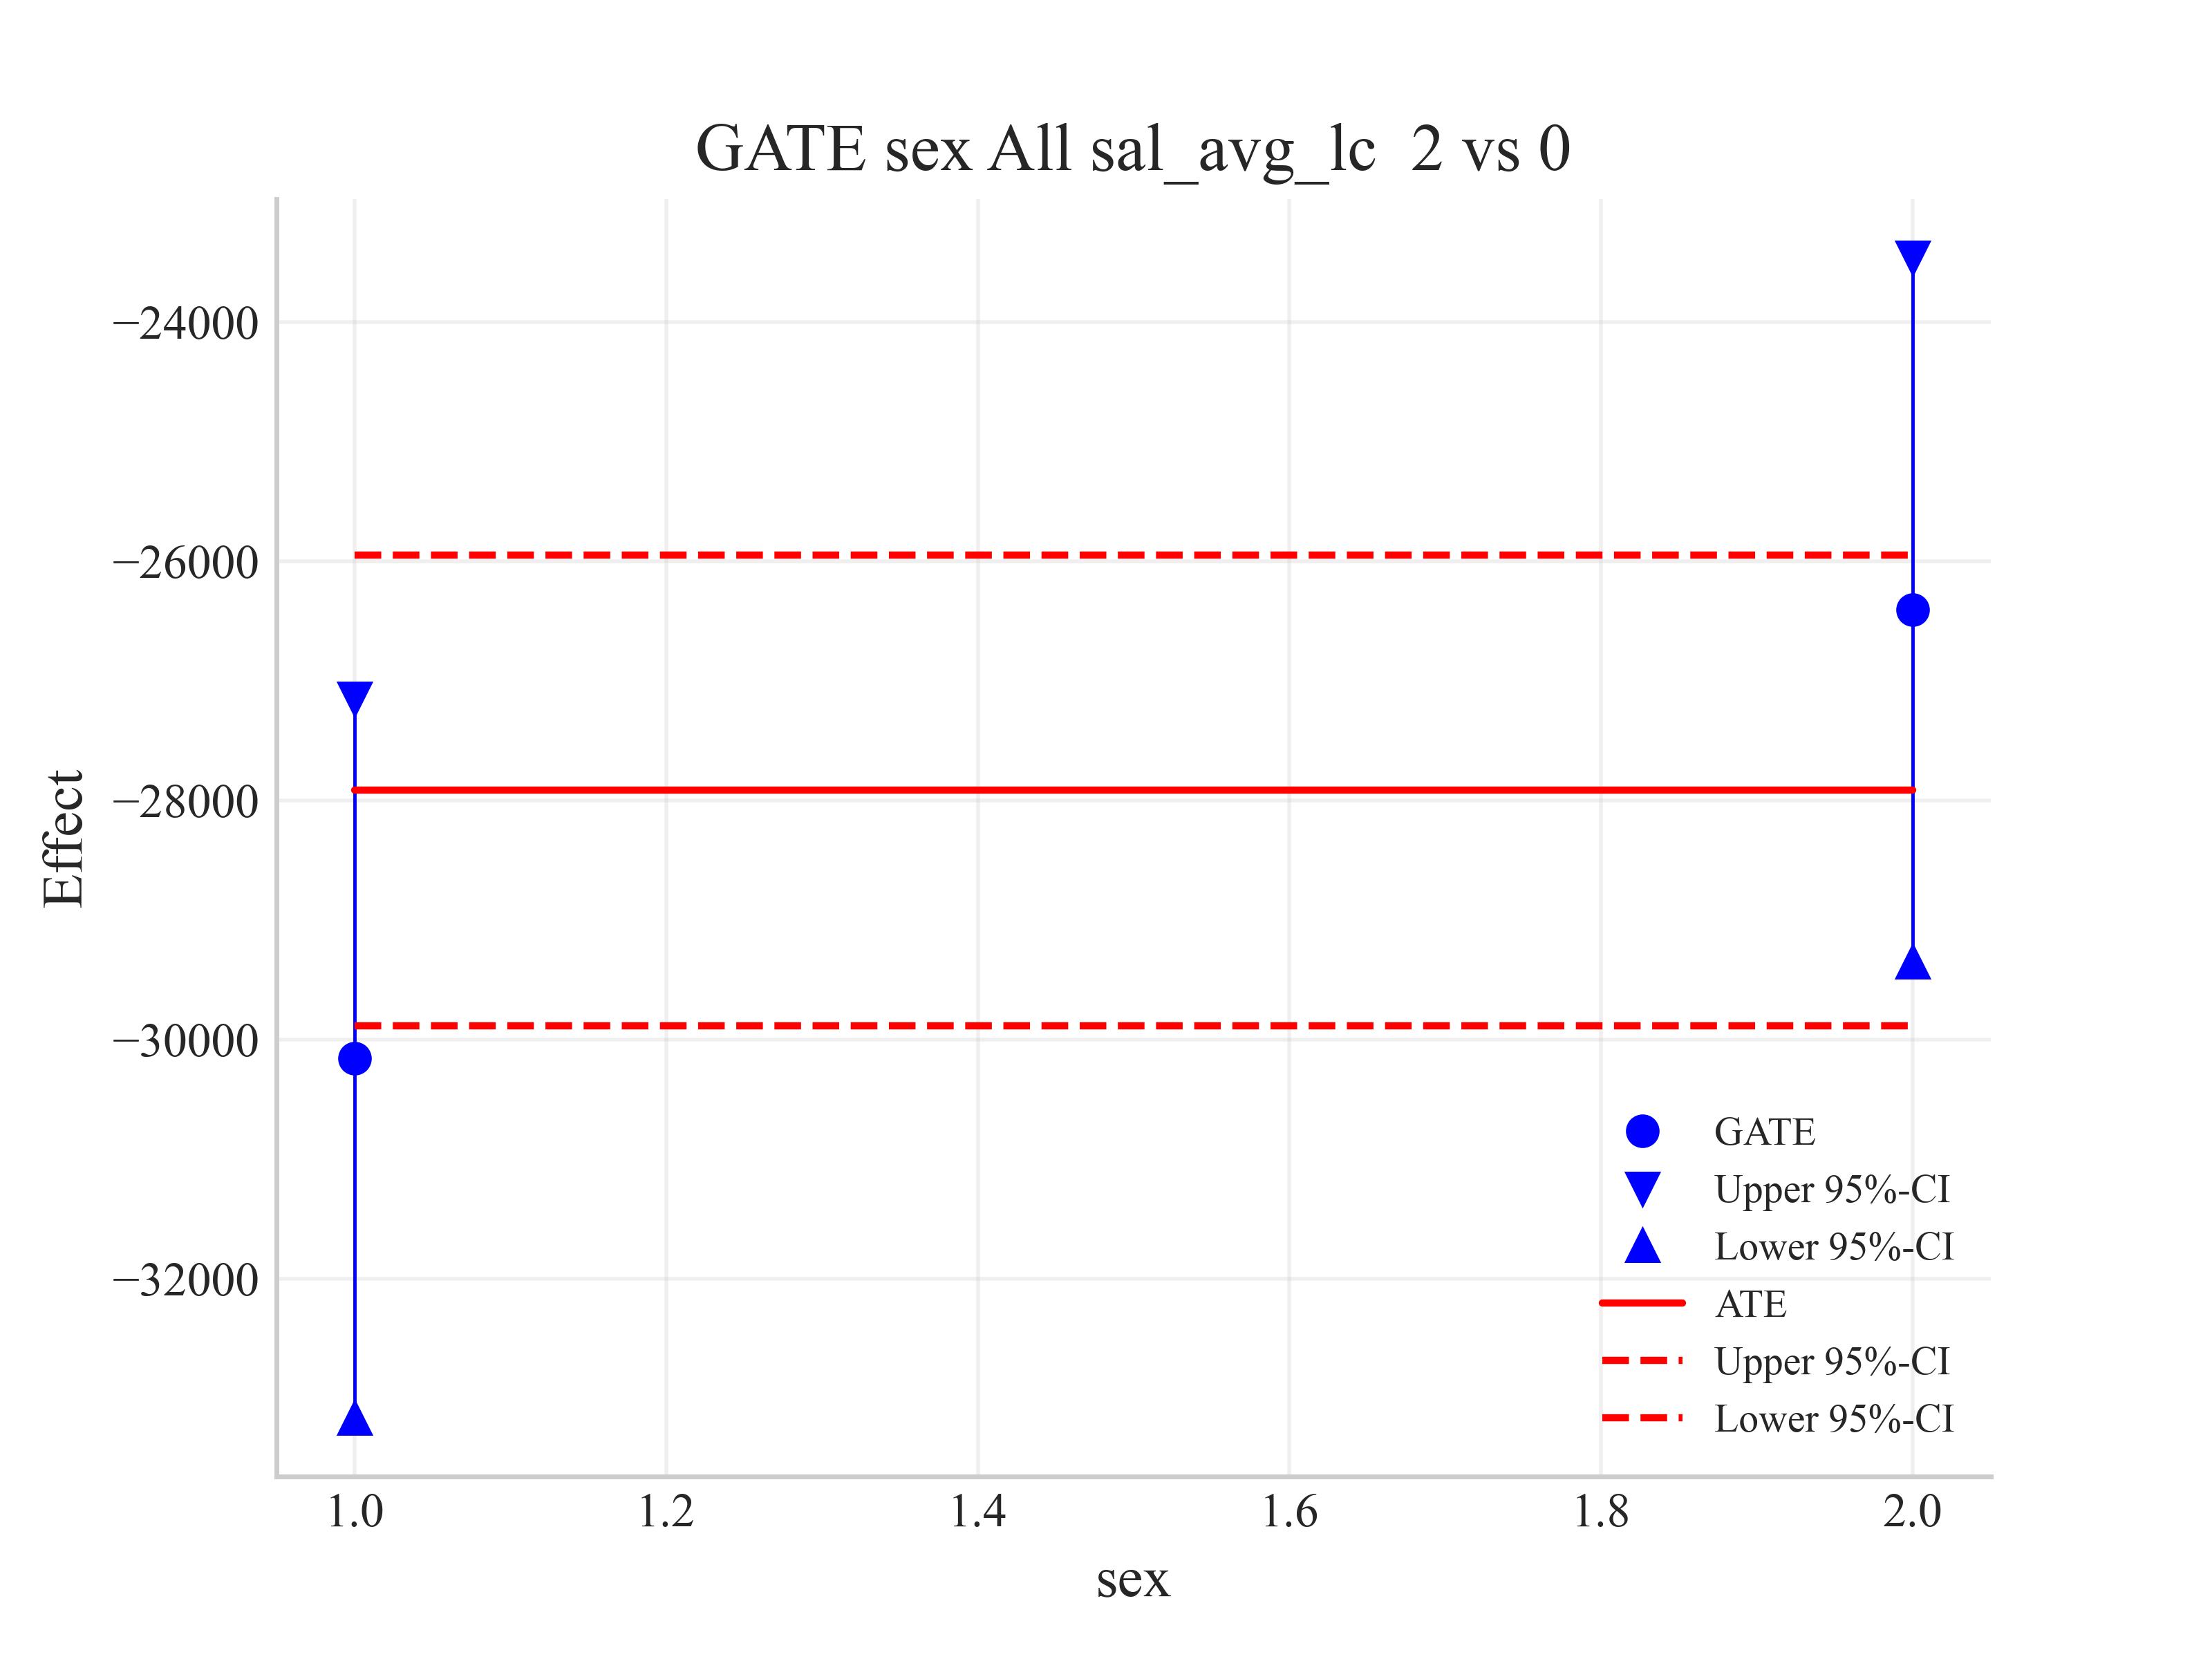 GATE sex All sal_avg_lc  2 vs 0
Effect
−24000
−26000
−28000
−30000
−32000
GATE
Upper 95%-CI
Lower 95%-CI
ATE
Upper 95%-CI
Lower 95%-CI
1.0 1.2 1.4 1.6 1.8 2.0
sex